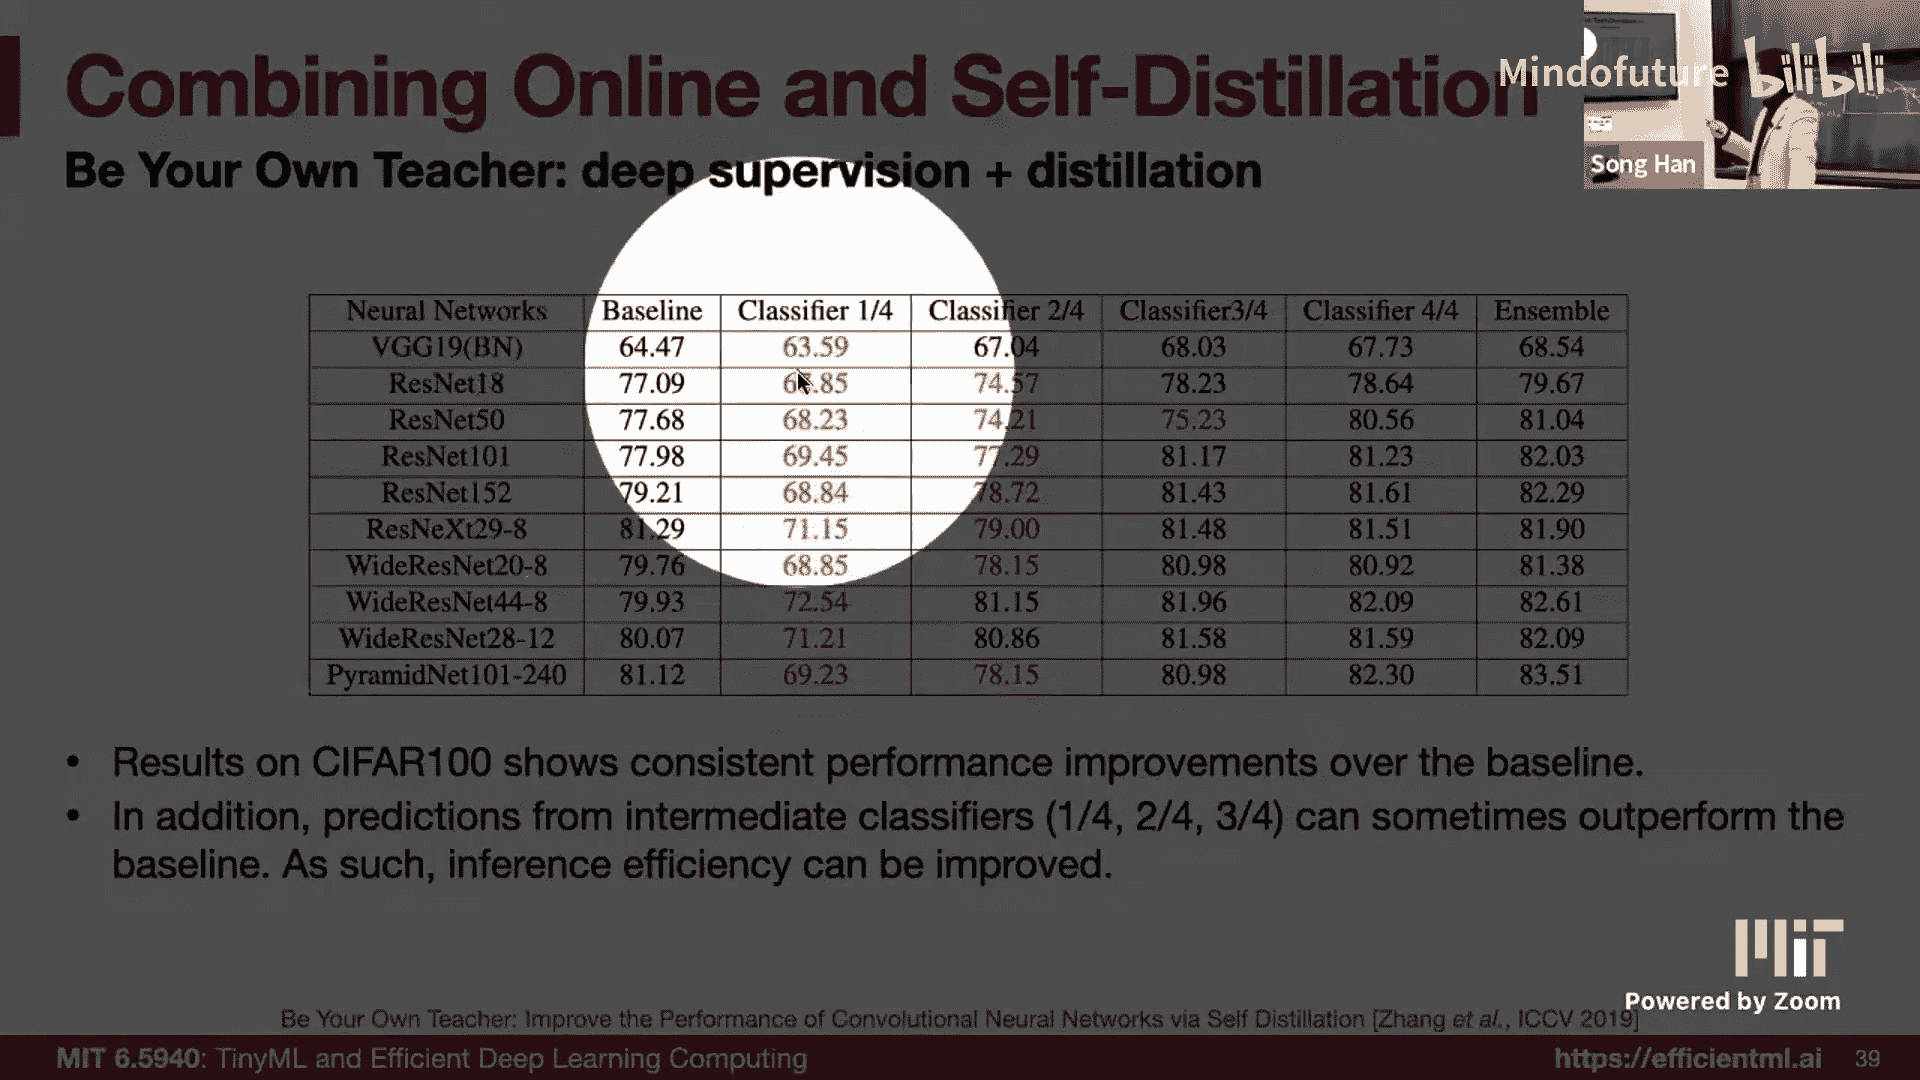 Combining Online and Self-Distillation
Mindofuture bilibili
Song Han
Be Your Own Teacher: deep supervision + distillation
Neural Networks Baseline Classifier 1/4 Classifier 2/4 Classifier3/4 Classifier 4/4 Ensemble
VGG19(BN) 64.47 63.59 67.04 68.03 67.73 68.54
ResNet18 77.09 .85 74.57 78.23 78.64 79.67
ResNet50 77.68 68.23 74.21 75.23 80.56 81.04
ResNet101 77.98 69.45 77.29 81.17 81.23 82.03
ResNet152 79.21 68.84 78.72 81.43 81.61 82.29
ResNeXt29-8 81.29 71.15 79.00 81.48 81.51 81.90
WideResNet20-8 79.76 68.85 78.15 80.98 80.92 81.38
WideResNet44-8 79.93 72.54 81.15 81.96 82.09 82.61
WideResNet28-12 80.07 71.21 80.86 81.58 81.59 82.09
PyramidNet101-240 81.12 69.23 78.15 80.98 82.30 83.51
• Results on CIFAR100 shows consistent performance improvements over the baseline.
• In addition, predictions from intermediate classifiers (1/4, 2/4, 3/4) can sometimes outperform the
baseline. As such, inference efficiency can be improved.
MIT
Powered by Zoom
Be Your Own Teacher: Improve the Performance of Convolutional Neural Networks via Self Distillation [Zhang et al., ICCV 2019]
MIT 6.5940: TinyML and Efficient Deep Learning Computing
https://efficientml.ai 39